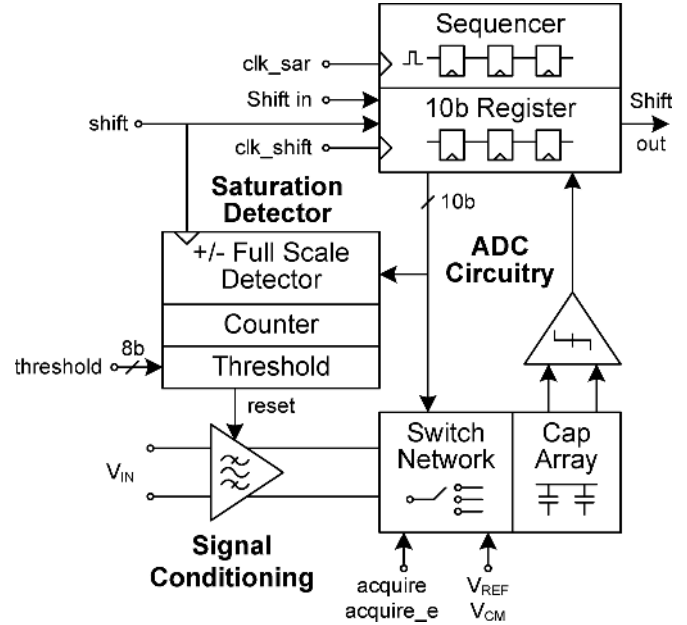 Sequencer
clk_sar
Shift in
10b Register
Shift
out
shift
clk_shift
Saturation
Detector
10b
+/- Full Scale
Detector
ADC
Circuitry
Counter
threshold
8b
Threshold
reset
Switch
Network
Cap
Array
VIN
Signal
Conditioning
acquire
acquire_e
VREF
VCM